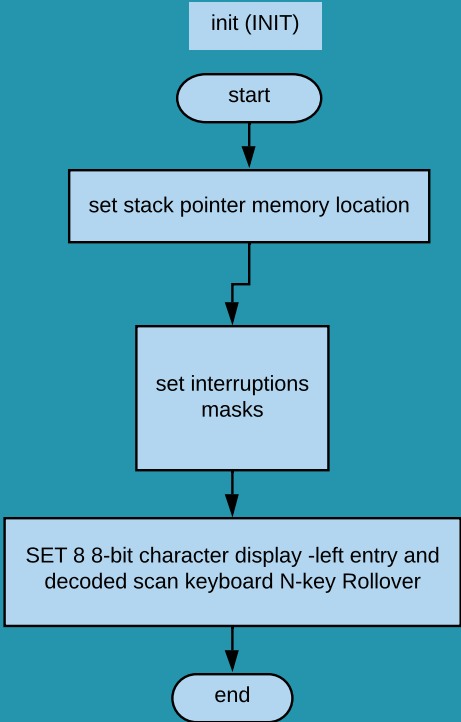 init (INIT)
start
set stack pointer memory location
set interruptions
masks
SET 8 8-bit character display -left entry and
decoded scan keyboard N-key Rollover
end